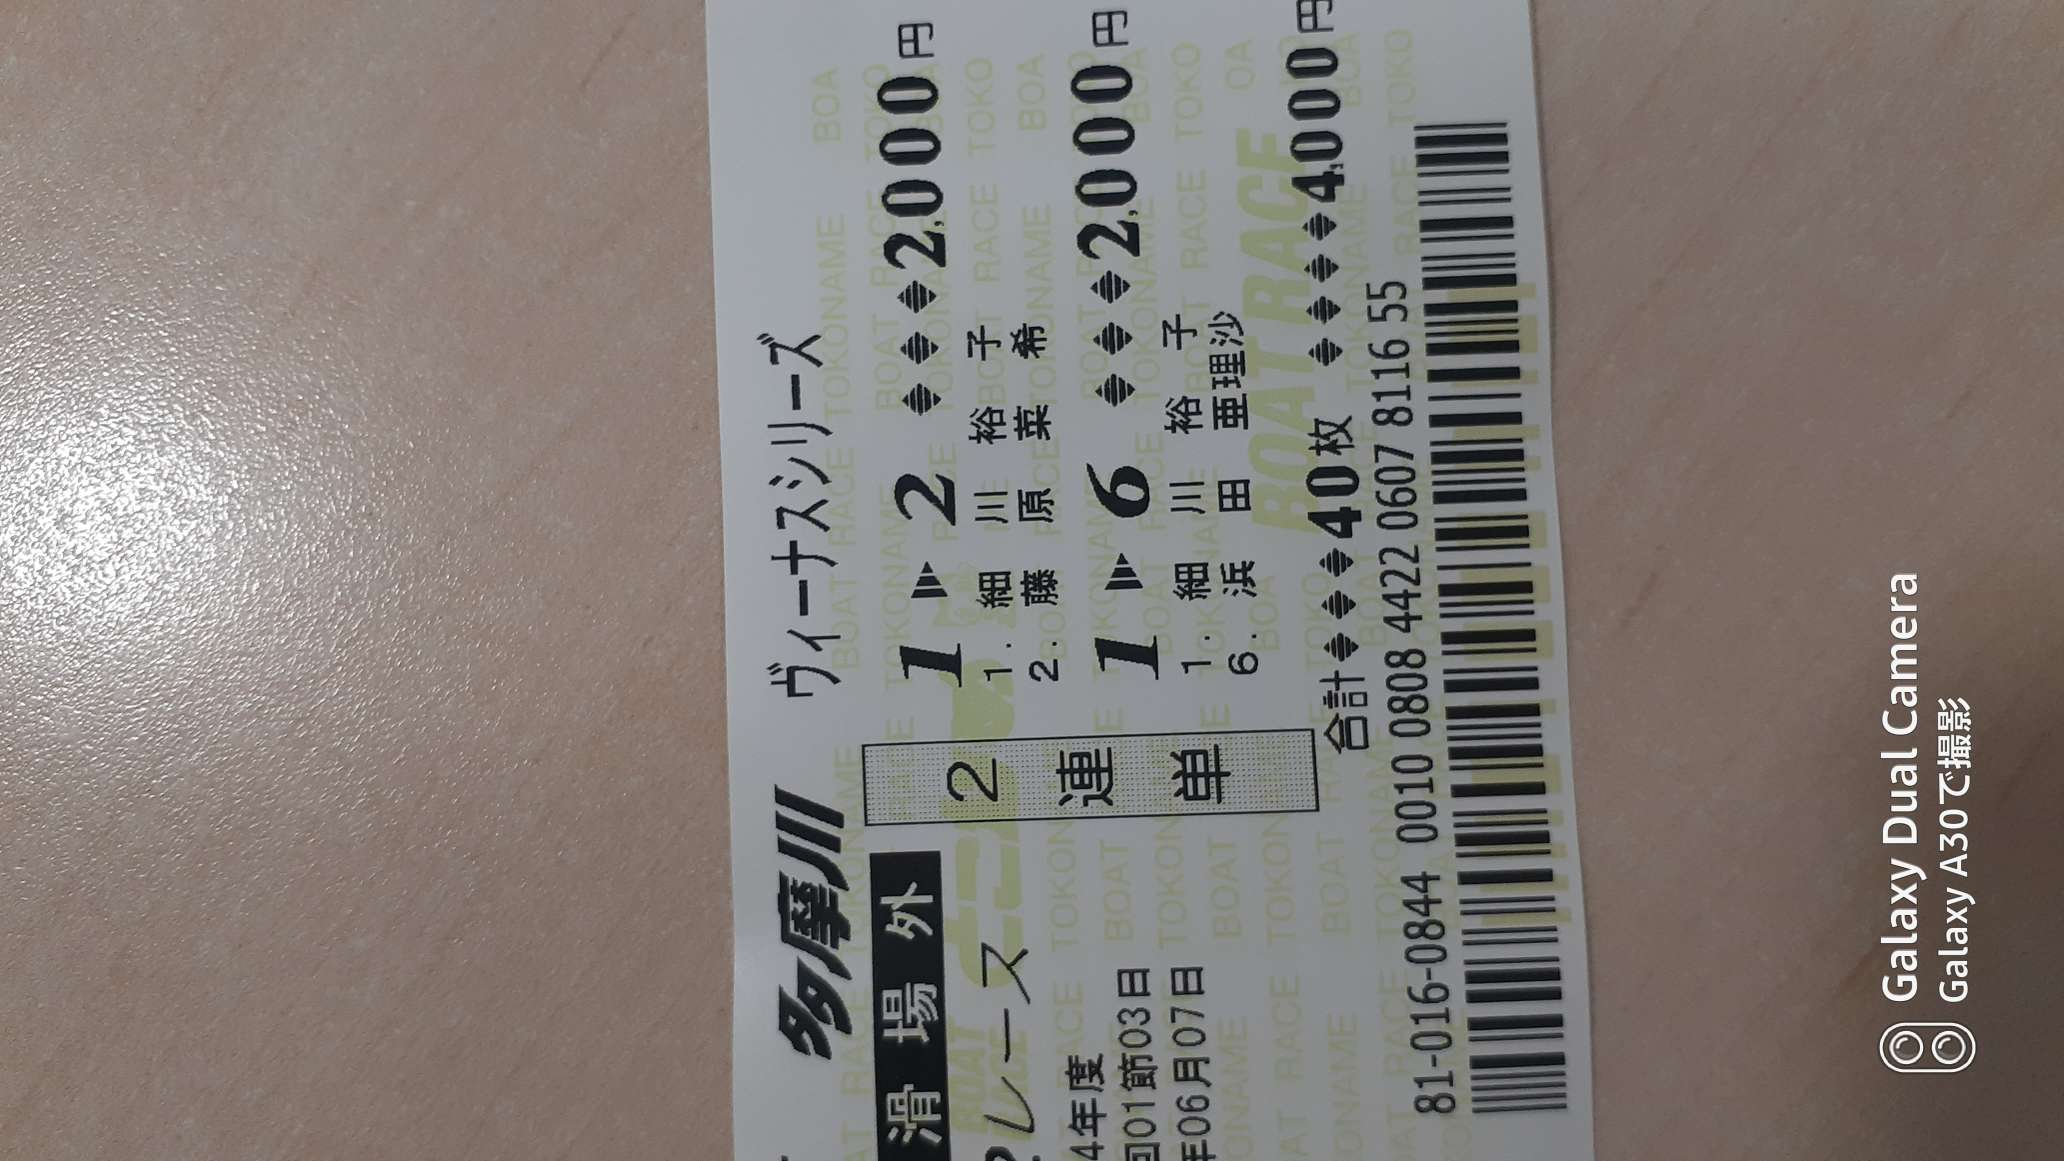 多摩川 ヴィーナスシリーズ
滑 場外
レース
2連単
1▶2 ◆◆◆2,000円
1. 細川 裕子
2. 藤原 菜希
1▶6 ◆◆◆2,000円
1. 細川 裕子
6. 浜田 亜理沙
4年度
回01節03日
年06月07日
合計◆◆◆40枚 ◆◆◆◆4,000円
81-016-0844 0010 0808 4422 0607 8116 55
BOAT RACE TOKONAME
BOAT RACE
Galaxy Dual Camera
Galaxy A30で撮影